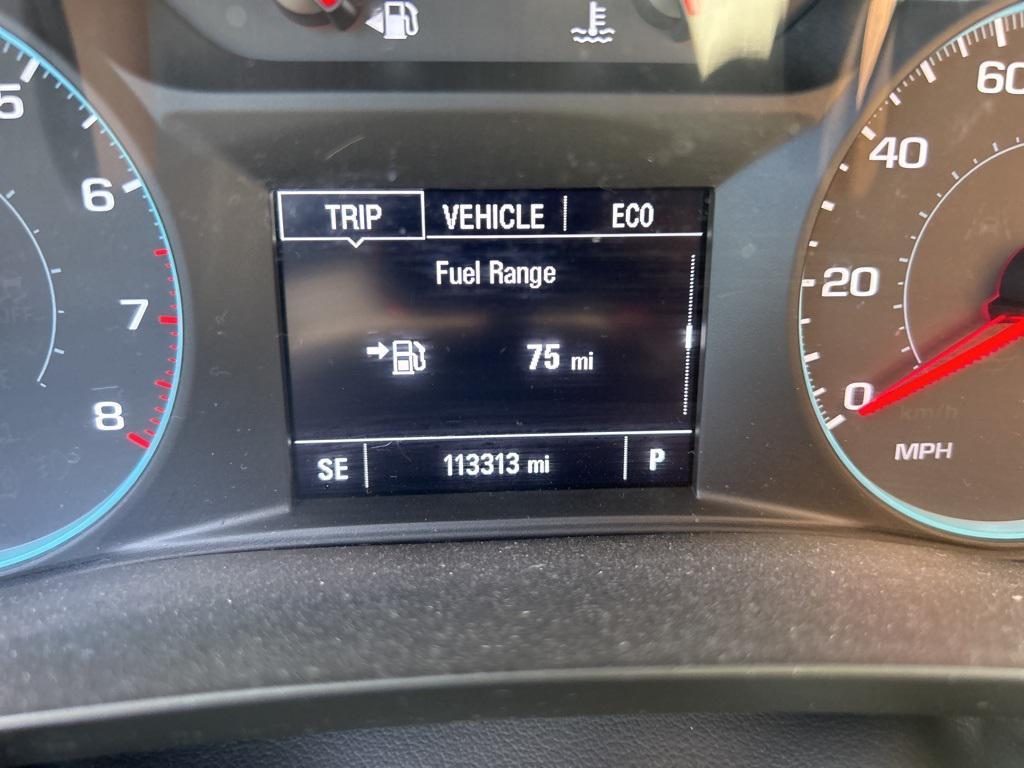 5
6
7
8
TRIP VEHICLE ECO
Fuel Range
75 mi
SE 113313 mi P
60
40
20
0
km/h
MPH